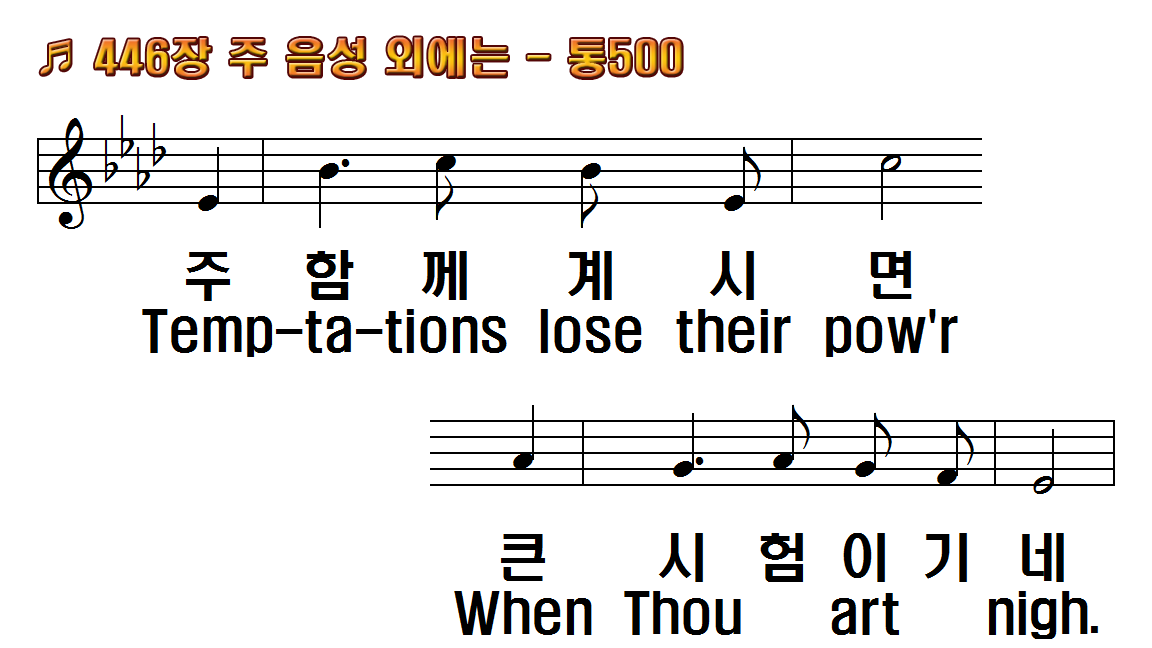 ♬ 446장 주 음성 외에는 - 통500
주 함 께 계 시 면
Temp-ta-tions lose their pow'r
큰 시 험 이 기 네
When Thou art nigh.